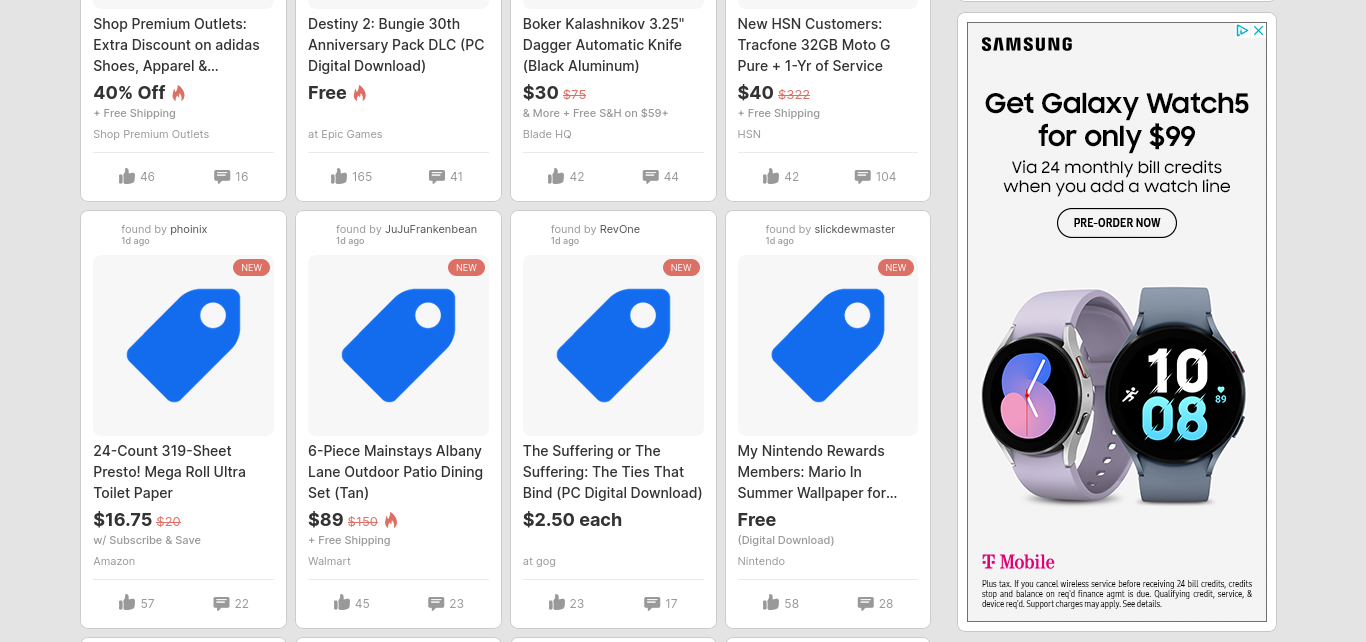 Shop Premium Outlets:
Extra Discount on adidas
Shoes, Apparel &...
40% Off
+ Free Shipping
Shop Premium Outlets
46
16
Destiny 2: Bungie 30th
Anniversary Pack DLC (PC
Digital Download)
Free
at Epic Games
165
41
Boker Kalashnikov 3.25"
Dagger Automatic Knife
(Black Aluminum)
$30 $75
& More + Free S&H on $59+
Blade HQ
42
44
New HSN Customers:
Tracfone 32GB Moto G
Pure + 1-Yr of Service
$40 $322
+ Free Shipping
HSN
42
104
found by phoinix
1d ago
NEW
24-Count 319-Sheet
Presto! Mega Roll Ultra
Toilet Paper
$16.75 $20
w/ Subscribe & Save
Amazon
57
22
found by JuJuFrankenbean
1d ago
NEW
6-Piece Mainstays Albany
Lane Outdoor Patio Dining
Set (Tan)
$89 $150
+ Free Shipping
Walmart
45
23
found by RevOne
1d ago
NEW
The Suffering or The
Suffering: The Ties That
Bind (PC Digital Download)
$2.50 each
at gog
23
17
found by slickdewmaster
1d ago
NEW
My Nintendo Rewards
Members: Mario In
Summer Wallpaper for...
Free
(Digital Download)
Nintendo
58
28
SAMSUNG
Get Galaxy Watch5
for only $99
Via 24 monthly bill credits
when you add a watch line
PRE-ORDER NOW
10
08
89
T Mobile
Plus tax. If you cancel wireless service before receiving 24 bill credits, credits
stop and balance on req'd finance agmt is due. Qualifying credit, service, &
device req'd. Support charges may apply. See details.